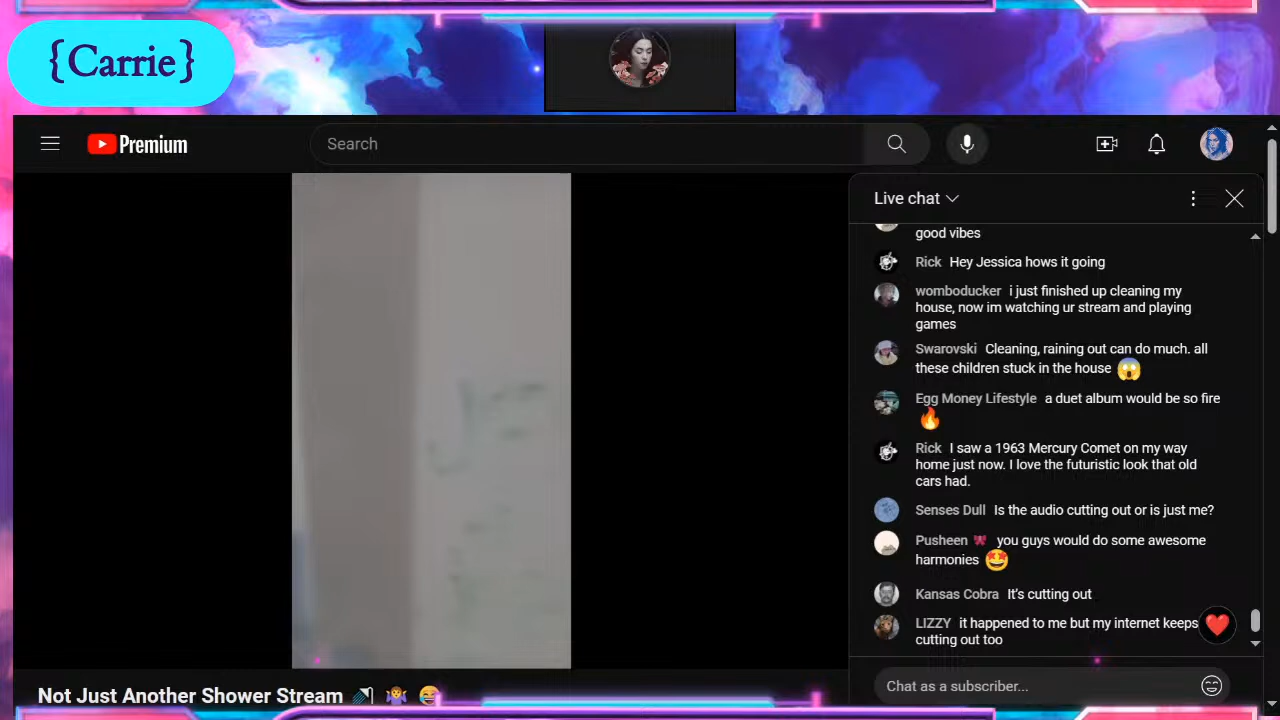 {Carrie}
Premium
Search
Live chat
good vibes
Rick Hey Jessica hows it going
womboducker i just finished up cleaning my
house, now im watching ur stream and playing
games
Swarovski Cleaning, raining out can do much. all
these children stuck in the house 😱
Egg Money Lifestyle a duet album would be so fire
🔥
Rick I saw a 1963 Mercury Comet on my way
home just now. I love the futuristic look that old
cars had.
Senses Dull Is the audio cutting out or is just me?
Pusheen 🎀 you guys would do some awesome
harmonies 🤩
Kansas Cobra It's cutting out
LIZZY it happened to me but my internet keeps
cutting out too
Chat as a subscriber...
Not Just Another Shower Stream 🚿 🤷‍♀️ 😅